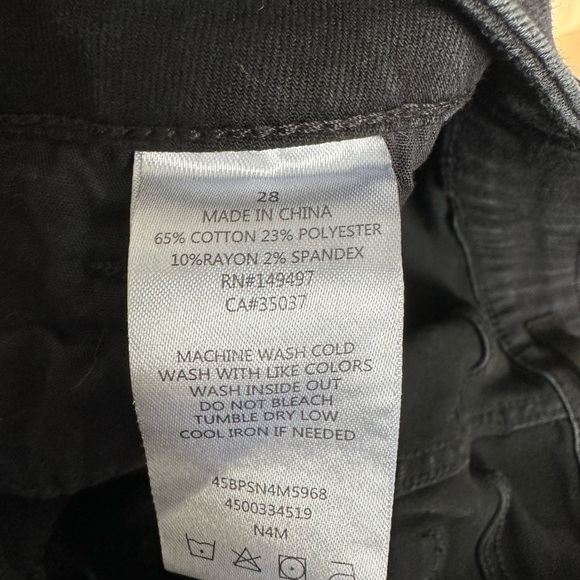 28
MADE IN CHINA
65% COTTON 23% POLYESTER
10%RAYON 2% SPANDEX
RN#149497
CA#35037
MACHINE WASH COLD
WASH WITH LIKE COLORS
WASH INSIDE OUT
DO NOT BLEACH
TUMBLE DRY LOW
COOL IRON IF NEEDED
45BPSN4M5968
4500334519
N4M